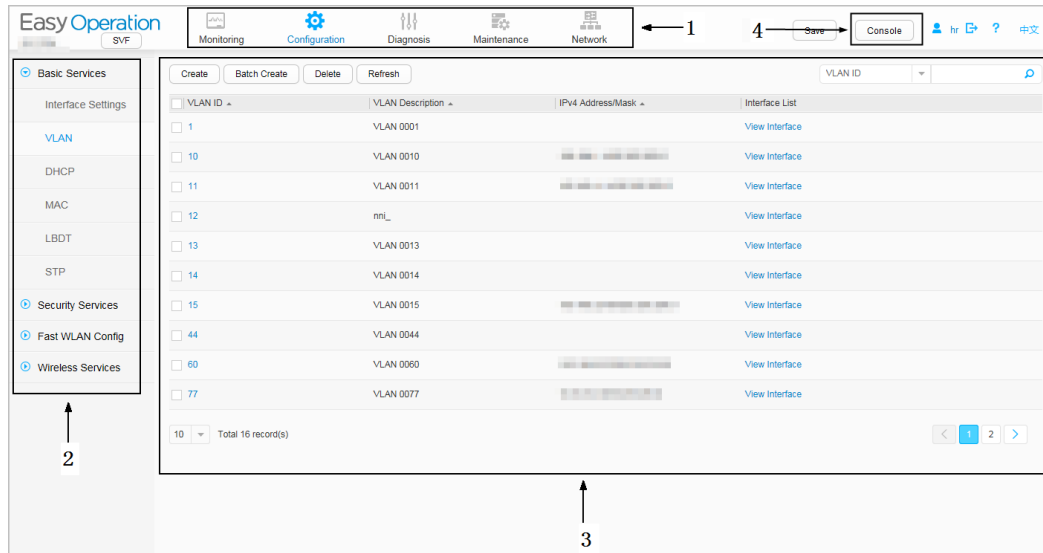 Easy Operation
SVF
Monitoring Configuration Diagnosis Maintenance Network
1
4
Save
Console
hr ? 中文
Basic Services
Interface Settings
VLAN
DHCP
MAC
LBDT
STP
Security Services
Fast WLAN Config
Wireless Services
2
Create Batch Create Delete Refresh
VLAN ID
VLAN ID VLAN Description IPv4 Address/Mask Interface List
1 VLAN 0001 View Interface
10 VLAN 0010 View Interface
11 VLAN 0011 View Interface
12 nni_ View Interface
13 VLAN 0013 View Interface
14 VLAN 0014 View Interface
15 VLAN 0015 View Interface
44 VLAN 0044 View Interface
60 VLAN 0060 View Interface
77 VLAN 0077 View Interface
10 Total 16 record(s) < 1 2 >
3